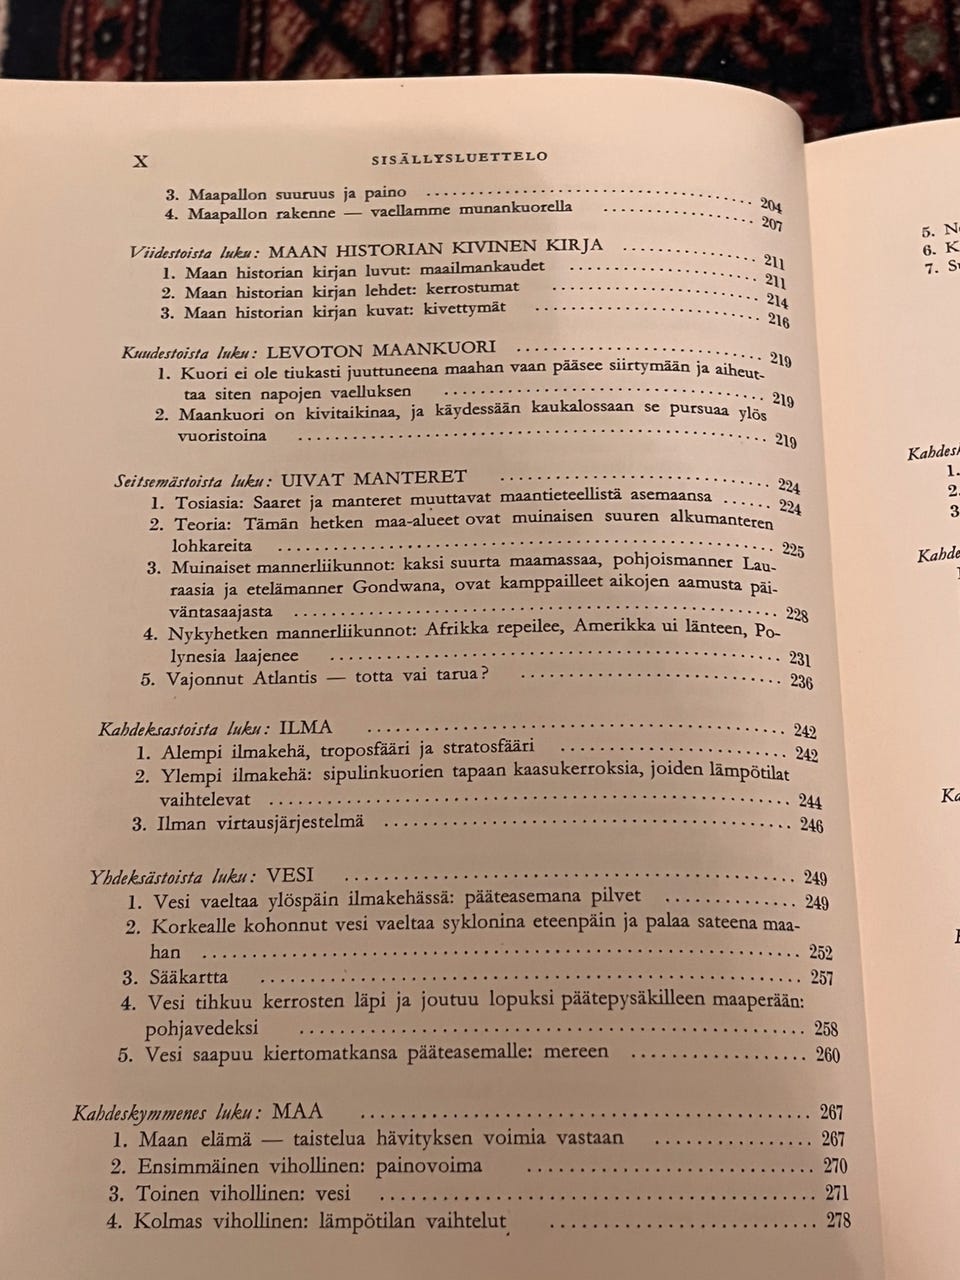 X SISÄLLYSLUETTELO
3. Maapallon suuruus ja paino 204
4. Maapallon rakenne — vaellamme munankuorella 207
Viidestoista luku: MAAN HISTORIAN KIVINEN KIRJA 211
1. Maan historian kirjan luvut: maailmankaudet 211
2. Maan historian kirjan lehdet: kerrostumat 214
3. Maan historian kirjan kuvat: kivettymät 216
Kuudestoista luku: LEVOTON MAANKUORI 219
1. Kuori ei ole tiukasti juuttuneena maahan vaan pääsee siirtymään ja aiheut-
taa siten napojen vaelluksen 219
2. Maankuori on kivitaikinaa, ja käydessään kaukalossaan se pursuaa ylös
vuoristoina 219
Seitsemästoista luku: UIVAT MANTERET 224
1. Tosiasia: Saaret ja manteret muuttavat maantieteellistä asemaansa 224
2. Teoria: Tämän hetken maa-alueet ovat muinaisen suuren alkumanteren
lohkareita 225
3. Muinaiset mannerliikunnot: kaksi suurta maamassaa, pohjoismanner Lau-
raasia ja etelämanner Gondwana, ovat kamppailleet aikojen aamusta päi-
väntasaajasta 228
4. Nykyhetken mannerliikunnot: Afrikka repeilee, Amerikka ui länteen, Po-
lynesia laajenee 231
5. Vajonnut Atlantis — totta vai tarua? 236
Kahdeksastoista luku: ILMA 242
1. Alempi ilmakehä, troposfääri ja stratosfääri 242
2. Ylempi ilmakehä: sipulinkuorien tapaan kaasukerroksia, joiden lämpötilat
vaihtelevat 244
3. Ilman virtausjärjestelmä 246
Yhdeksästoista luku: VESI 249
1. Vesi vaeltaa ylöspäin ilmakehässä: pääteasemana pilvet 249
2. Korkealle kohonnut vesi vaeltaa syklonina eteenpäin ja palaa sateena maa-
han 252
3. Sääkartta 257
4. Vesi tihkuu kerrosten läpi ja joutuu lopuksi päätepysäkilleen maaperään:
pohjavedeksi 258
5. Vesi saapuu kiertomatkansa pääteasemalle: mereen 260
Kahdeskymmenes luku: MAA 267
1. Maan elämä — taistelua hävityksen voimia vastaan 267
2. Ensimmäinen vihollinen: painovoima 270
3. Toinen vihollinen: vesi 271
4. Kolmas vihollinen: lämpötilan vaihtelut 278
5.
6.
7.
1.
2.
3